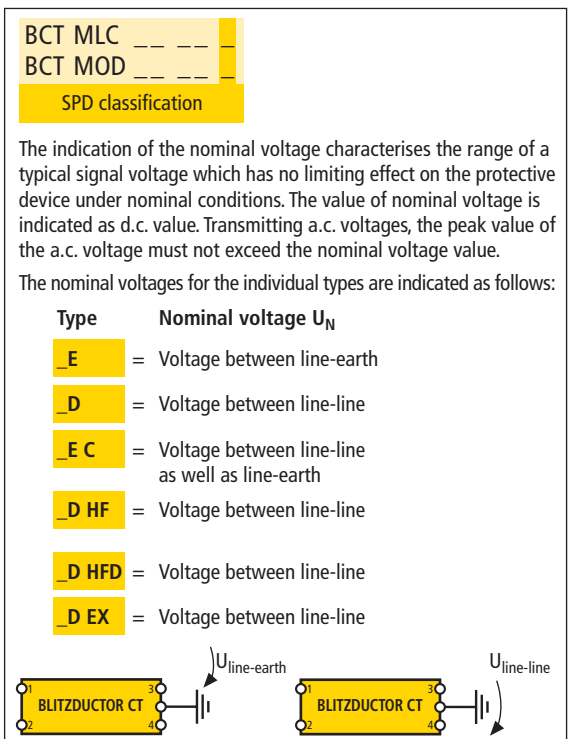 BCT MLC _ _ _ _ _
BCT MOD _ _ _ _ _
SPD classification
The indication of the nominal voltage characterises the range of a
typical signal voltage which has no limiting effect on the protective
device under nominal conditions. The value of nominal voltage is
indicated as d.c. value. Transmitting a.c. voltages, the peak value of
the a.c. voltage must not exceed the nominal voltage value.
The nominal voltages for the individual types are indicated as follows:
Type Nominal voltage UN
_E = Voltage between line-earth
_D = Voltage between line-line
_E C = Voltage between line-line
as well as line-earth
_D HF = Voltage between line-line
_D HFD = Voltage between line-line
_D EX = Voltage between line-line
Uline-earth Uline-line
1 3 1 3
BLITZDUCTOR CT BLITZDUCTOR CT
2 4 2 4